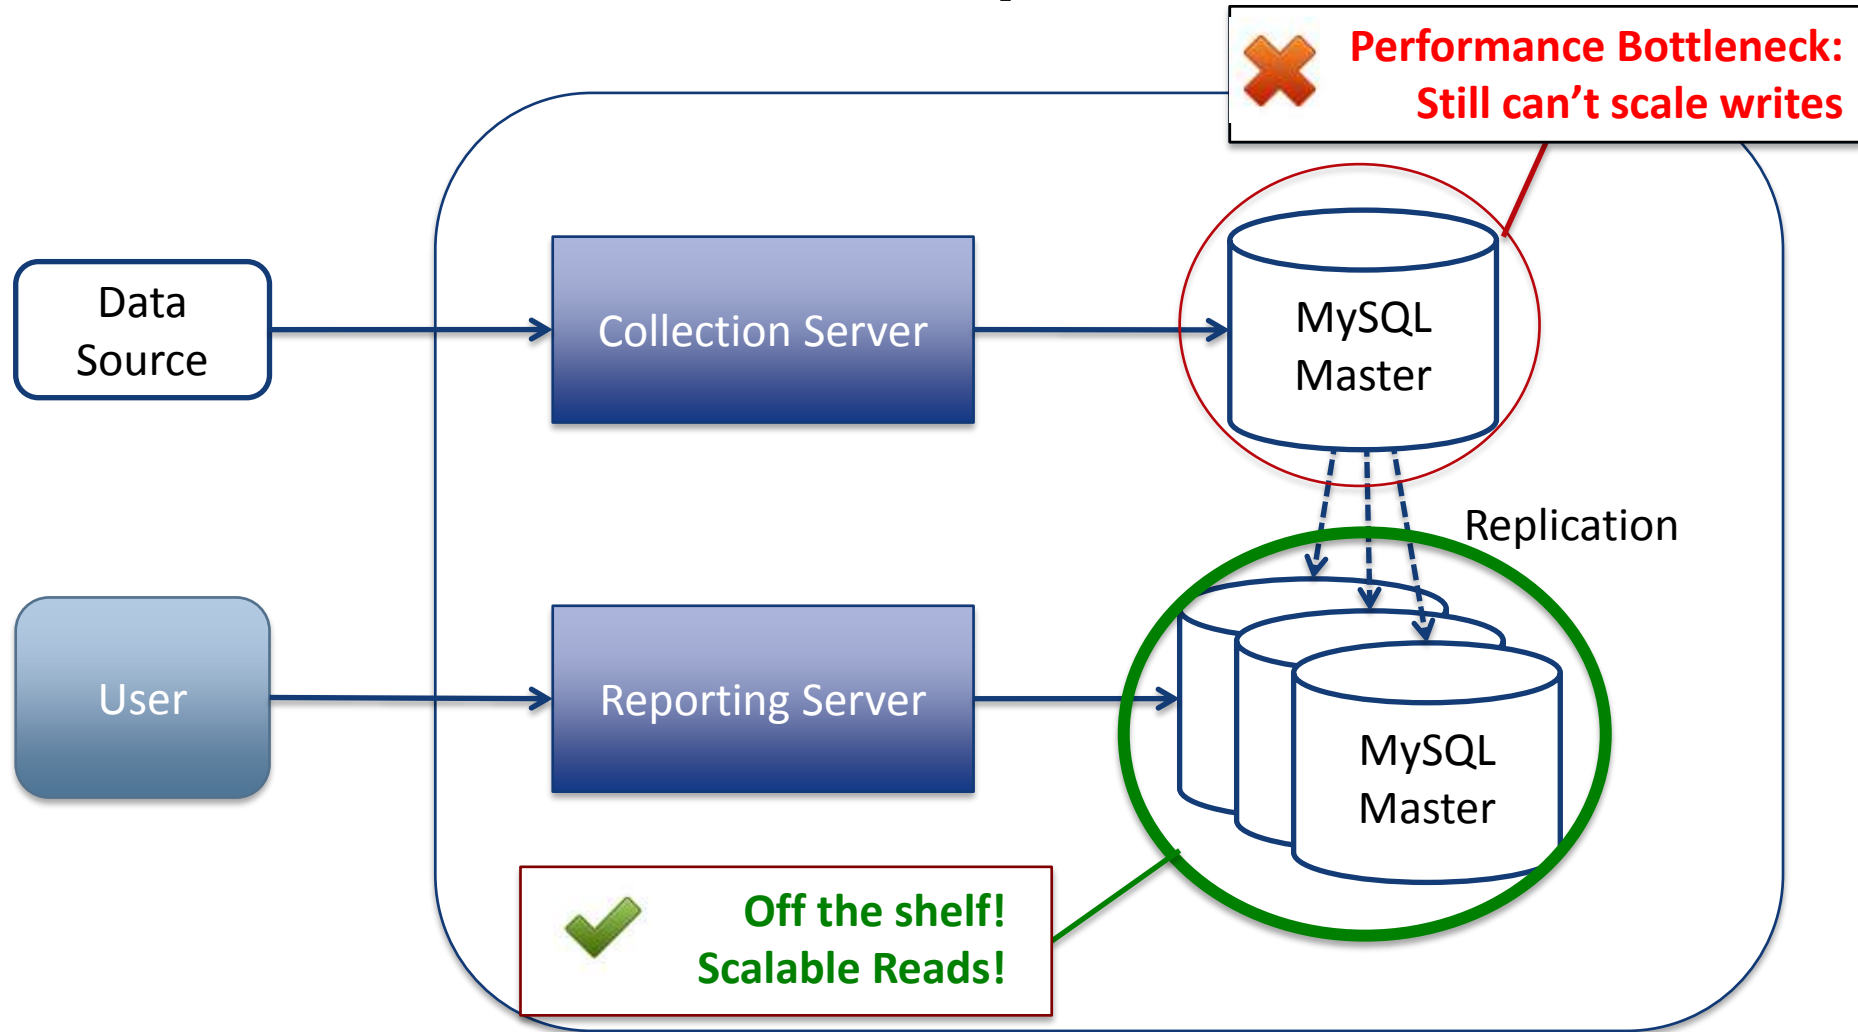 Performance Bottleneck:
Still can’t scale writes
Data
Source
Collection Server
MySQL
Master
Replication
User
Reporting Server
MySQL
Master
Off the shelf!
Scalable Reads!